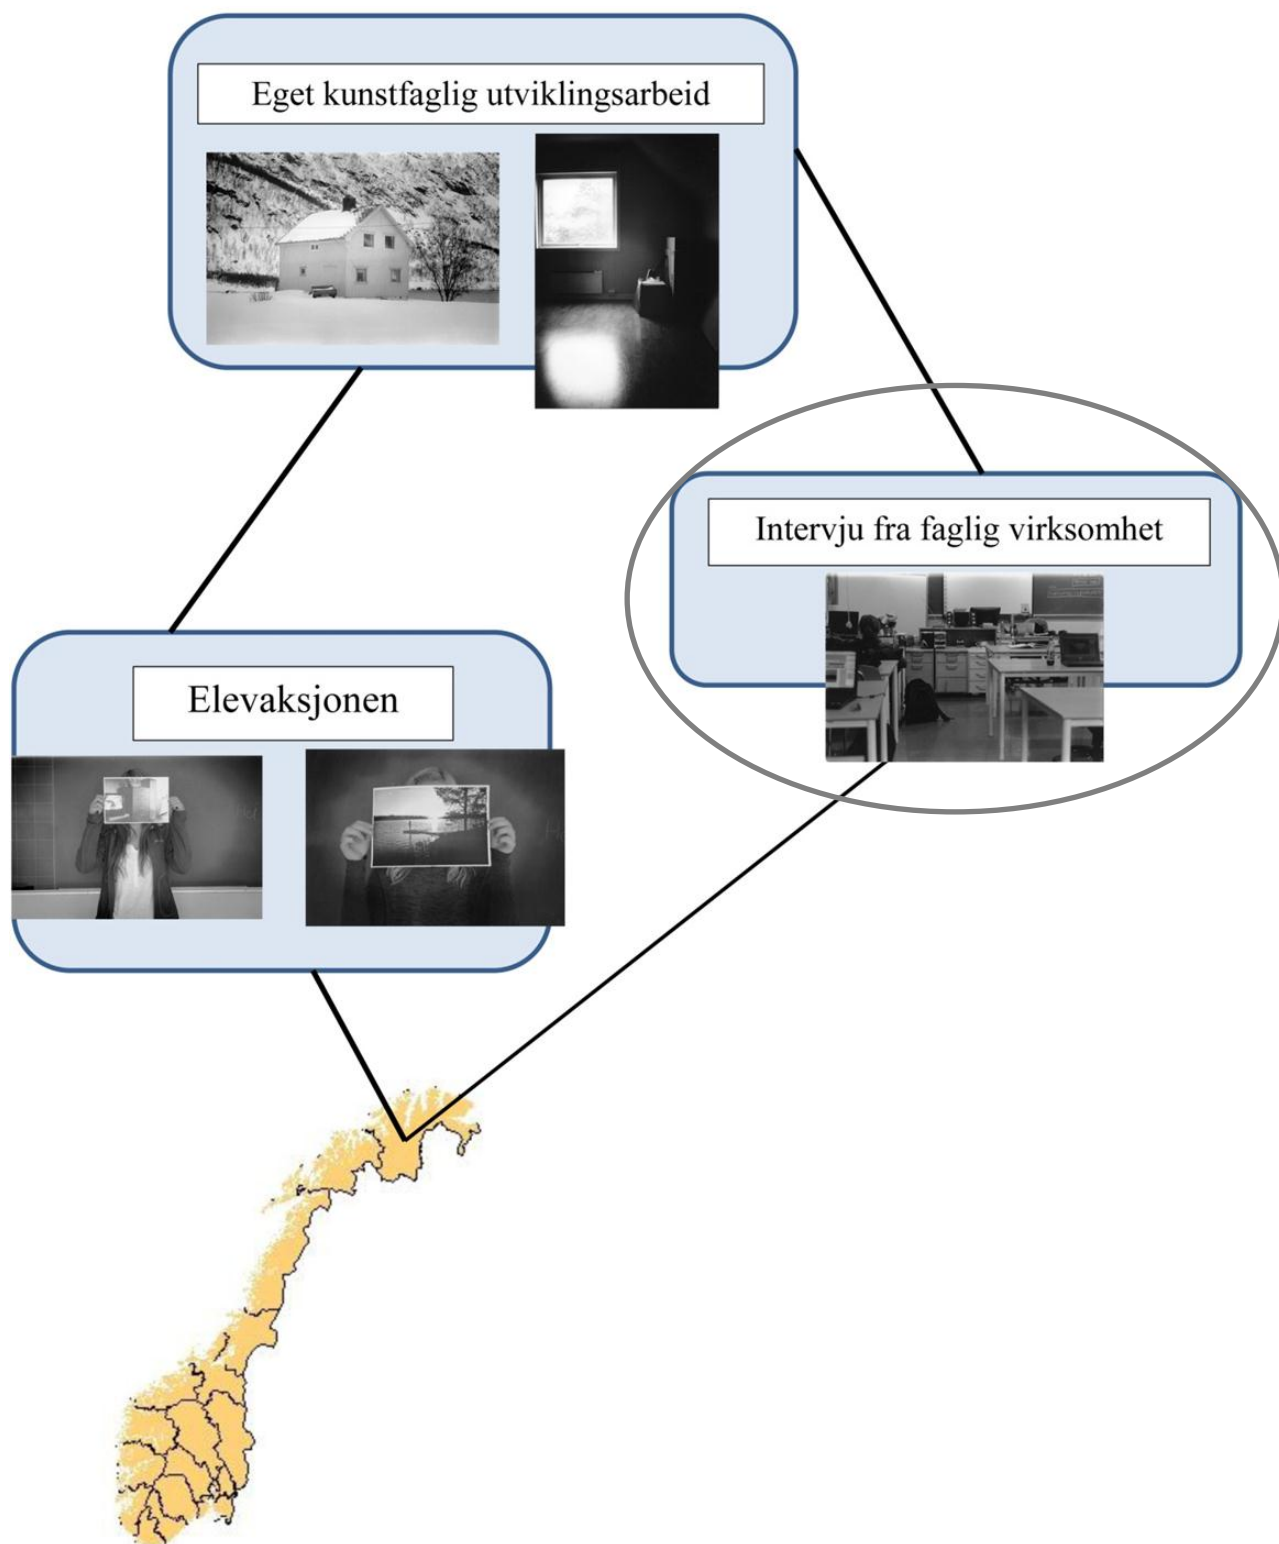 Eget kunstfaglig utviklingsarbeid
Intervju fra faglig virksomhet
Elevaksjonen